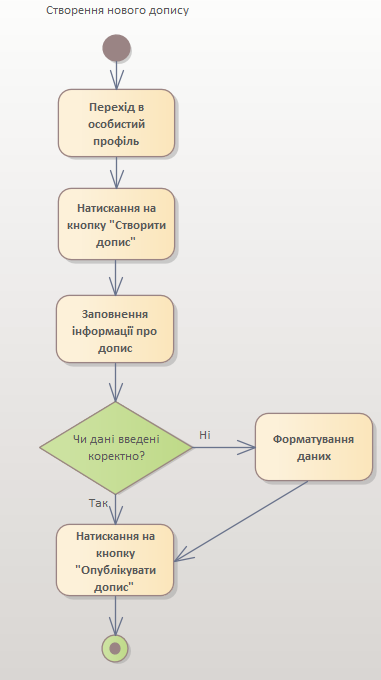 Створення нового допису
Перехід в
особистий
профіль
Натискання на
кнопку "Створити
допис"
Заповнення
інформації про
допис
Чи дані введені
коректно?
Ні
Форматування
даних
Так
Натискання на
кнопку
"Опублікувати
допис"